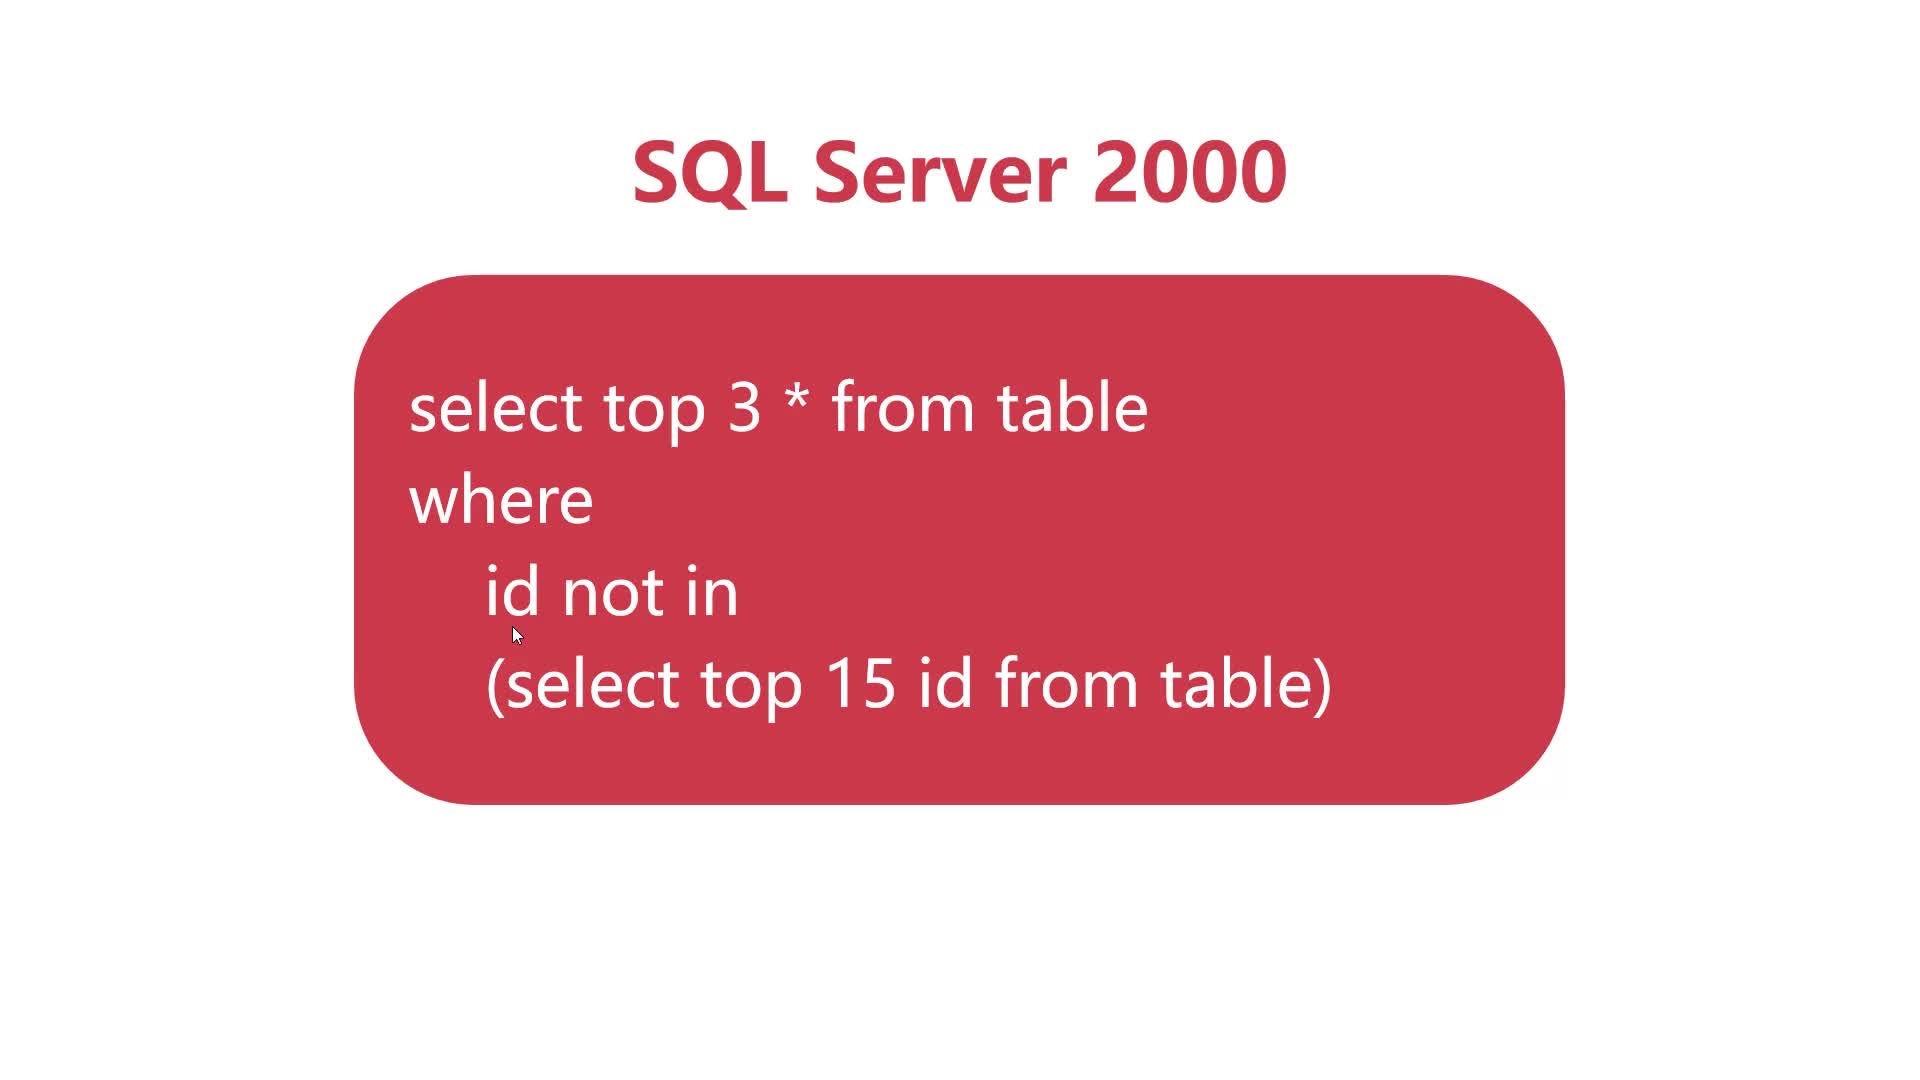 SQL Server 2000
select top 3 * from table
where
id not in
(select top 15 id from table)